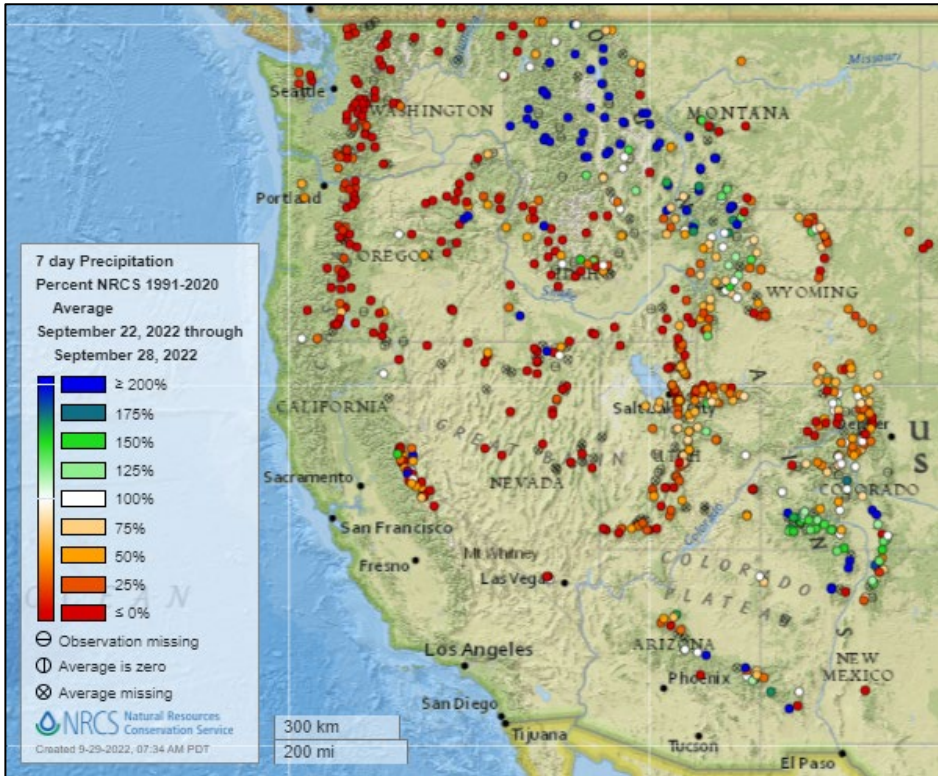 Seattle
WASHINGTON
Missouri
MONTANA
Portland
OREGON
IDAHO
Snake
WYOMING
7 day Precipitation
Percent NRCS 1991-2020
Average
September 22, 2022 through
September 28, 2022
≥ 200%
175%
150%
125%
100%
75%
50%
25%
≤ 0%
Observation missing
Average is zero
Average missing
NRCS Natural Resources
Conservation Service
Created 9-29-2022, 07:34 AM PDT
CALIFORNIA
Salt Lake City
GREAT BASIN
UTAH
NEVADA
Denver
COLORADO
U
S
Sacramento
San Francisco
Fresno
Mt Whitney
Las Vegas
Colorado
COLORADO
PLATEAU
OCEAN
Los Angeles
ARIZONA
Phoenix
NEW
MEXICO
San Diego
Tijuana
Tucson
El Paso
300 km
200 mi